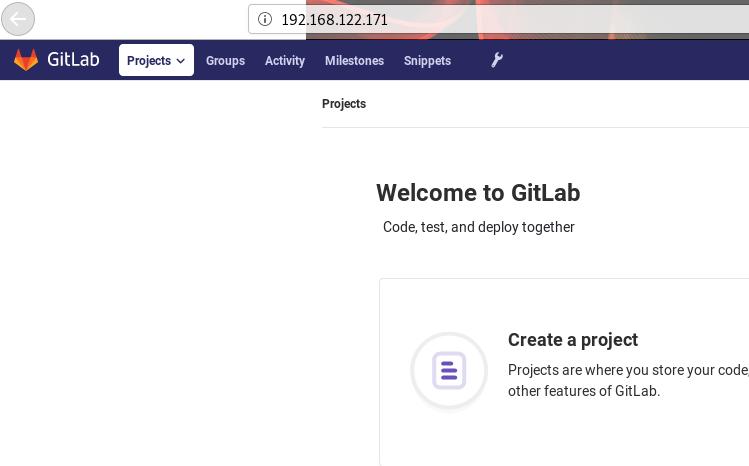 192.168.122.171
GitLab Projects Groups Activity Milestones Snippets
Projects
Welcome to GitLab
Code, test, and deploy together
Create a project
Projects are where you store your code,
other features of GitLab.